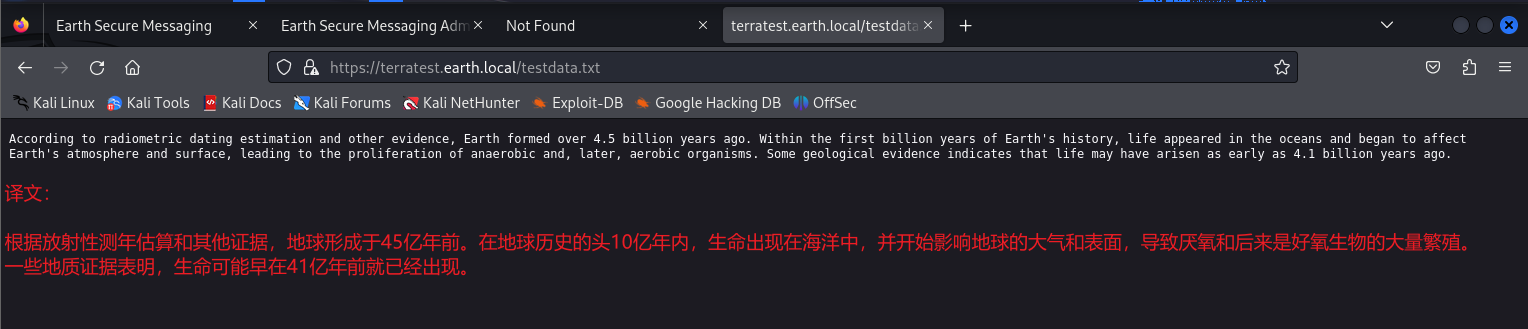 Earth Secure Messaging
Earth Secure Messaging Adm
Not Found
terratest.earth.local/testdata
https://terratest.earth.local/testdata.txt
Kali Linux
Kali Tools
Kali Docs
Kali Forums
Kali NetHunter
Exploit-DB
Google Hacking DB
OffSec
According to radiometric dating estimation and other evidence, Earth formed over 4.5 billion years ago. Within the first billion years of Earth's history, life appeared in the oceans and began to affect
Earth's atmosphere and surface, leading to the proliferation of anaerobic and, later, aerobic organisms. Some geological evidence indicates that life may have arisen as early as 4.1 billion years ago.
译文：
根据放射性测年估算和其他证据，地球形成于45亿年前。在地球历史的头10亿年内，生命出现在海洋中，并开始影响地球的大气和表面，导致厌氧和后来是好氧生物的大量繁殖。
一些地质证据表明，生命可能早在41亿年前就已经出现。